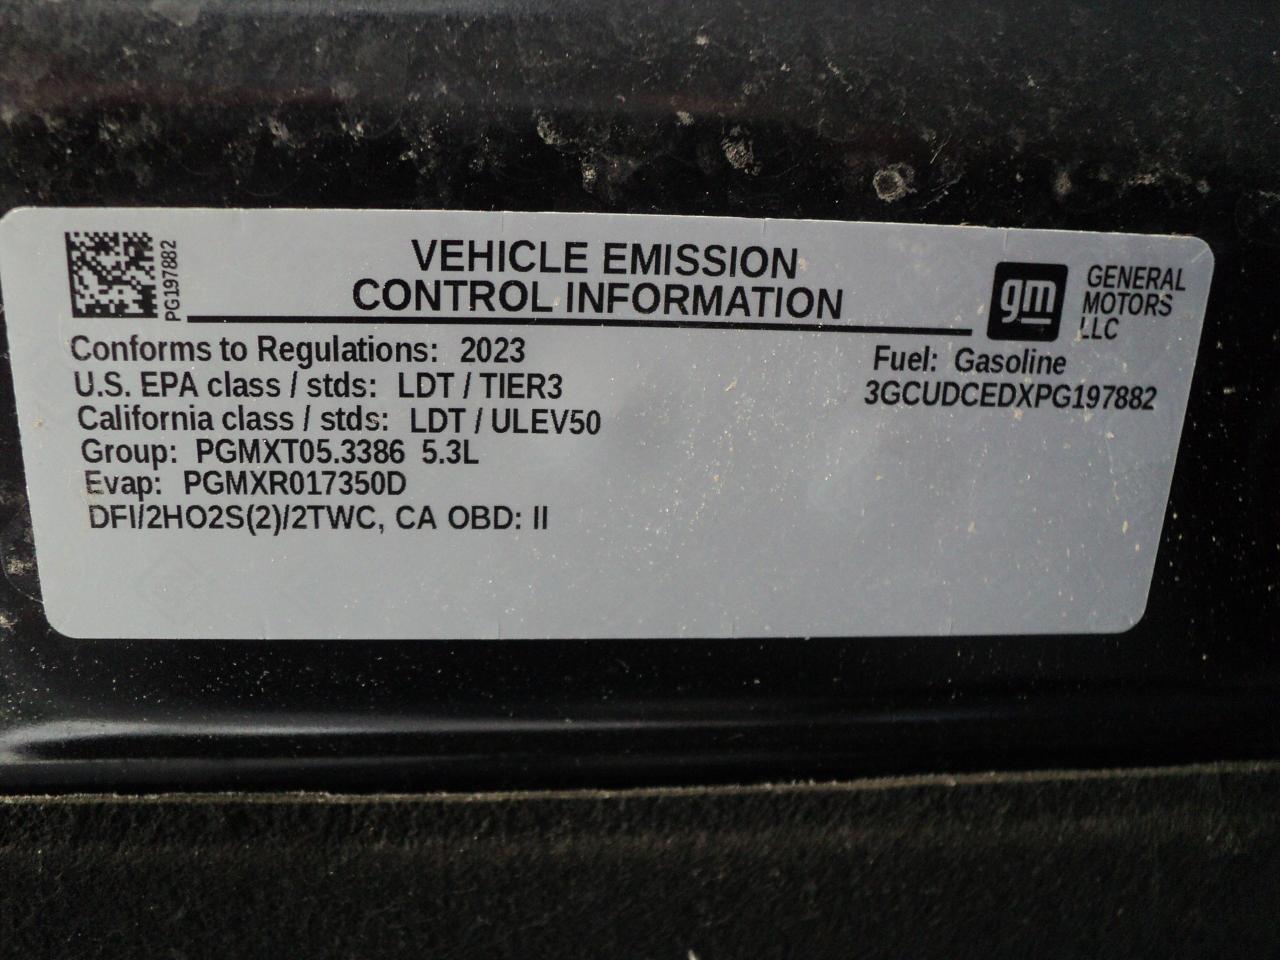 PG197882
VEHICLE EMISSION
CONTROL INFORMATION
gm
GENERAL
MOTORS
LLC
Conforms to Regulations: 2023
Fuel: Gasoline
U.S. EPA class / stds: LDT / TIER3
3GCUDCEDXPG197882
California class / stds: LDT / ULEV50
Group: PGMXT05.3386 5.3L
Evap: PGMXR017350D
DFI/2HO2S(2)/2TWC, CA OBD: II